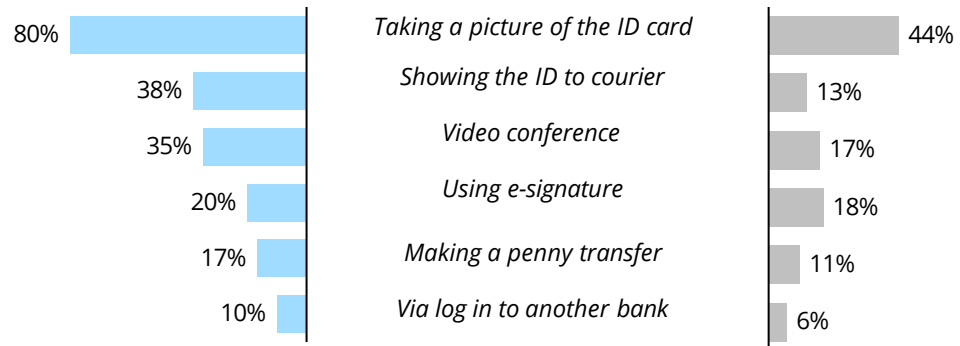 80% Taking a picture of the ID card 44%
38% Showing the ID to courier 13%
35% Video conference 17%
20% Using e-signature 18%
17% Making a penny transfer 11%
10% Via log in to another bank 6%